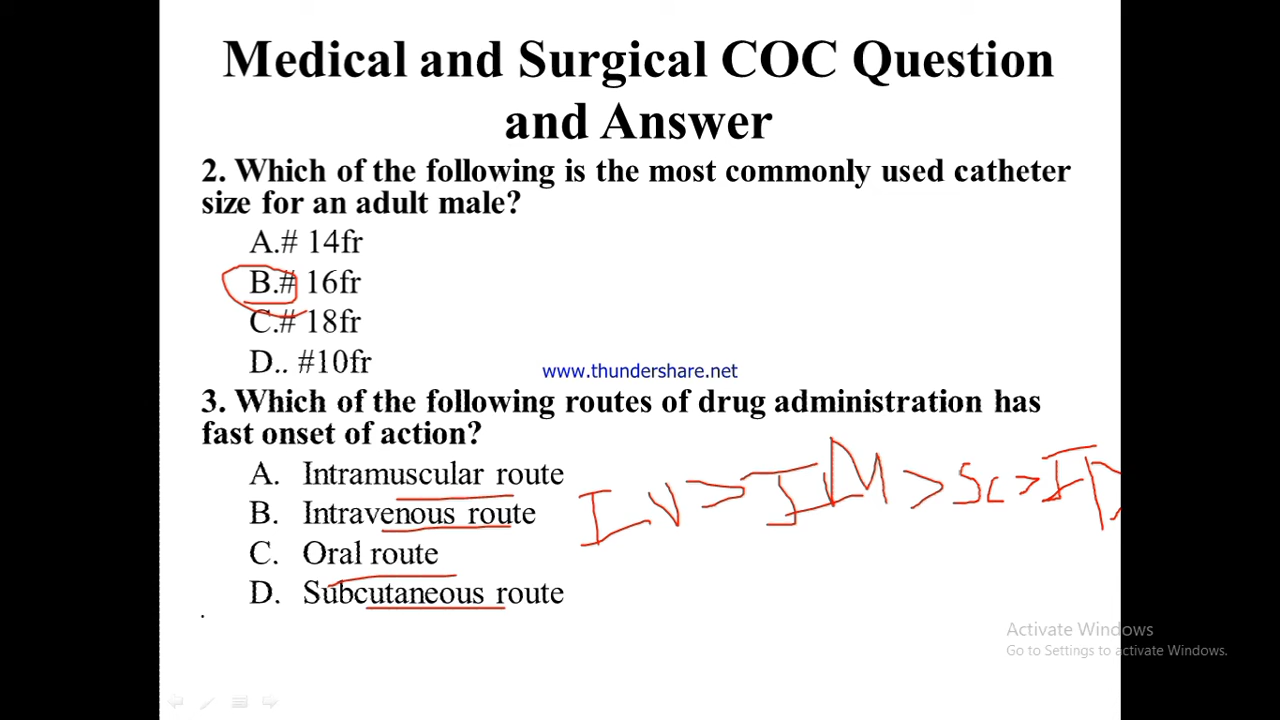 Medical and Surgical COC Question
and Answer
2. Which of the following is the most commonly used catheter
size for an adult male?
A.# 14fr
B.# 16fr
C.# 18fr
D.. #10fr
www.thundershare.net
3. Which of the following routes of drug administration has
fast onset of action?
A. Intramuscular route
B. Intravenous route
C. Oral route
D. Subcutaneous route
IV > IM > SC > ID
Activate Windows
Go to Settings to activate Windows.